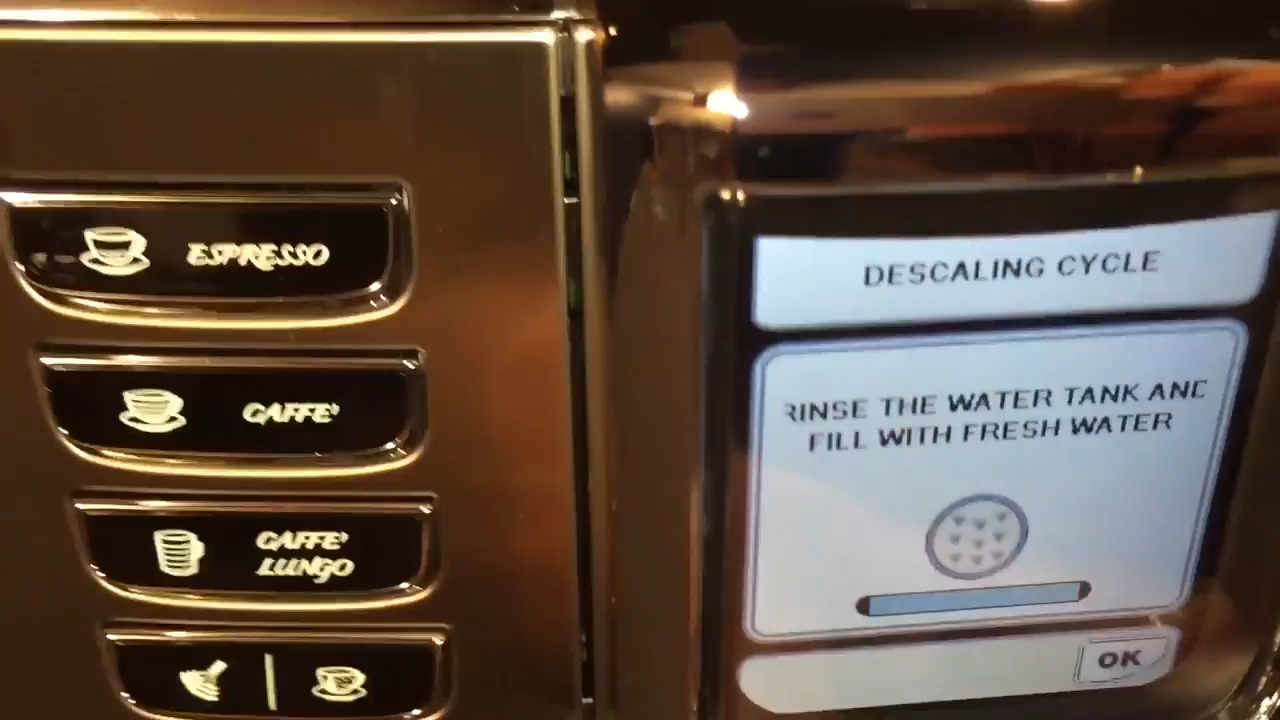 ESPRESSO
CAFFE'
CAFFE'
LUNGO
DESCALING CYCLE
RINSE THE WATER TANK AND
FILL WITH FRESH WATER
OK